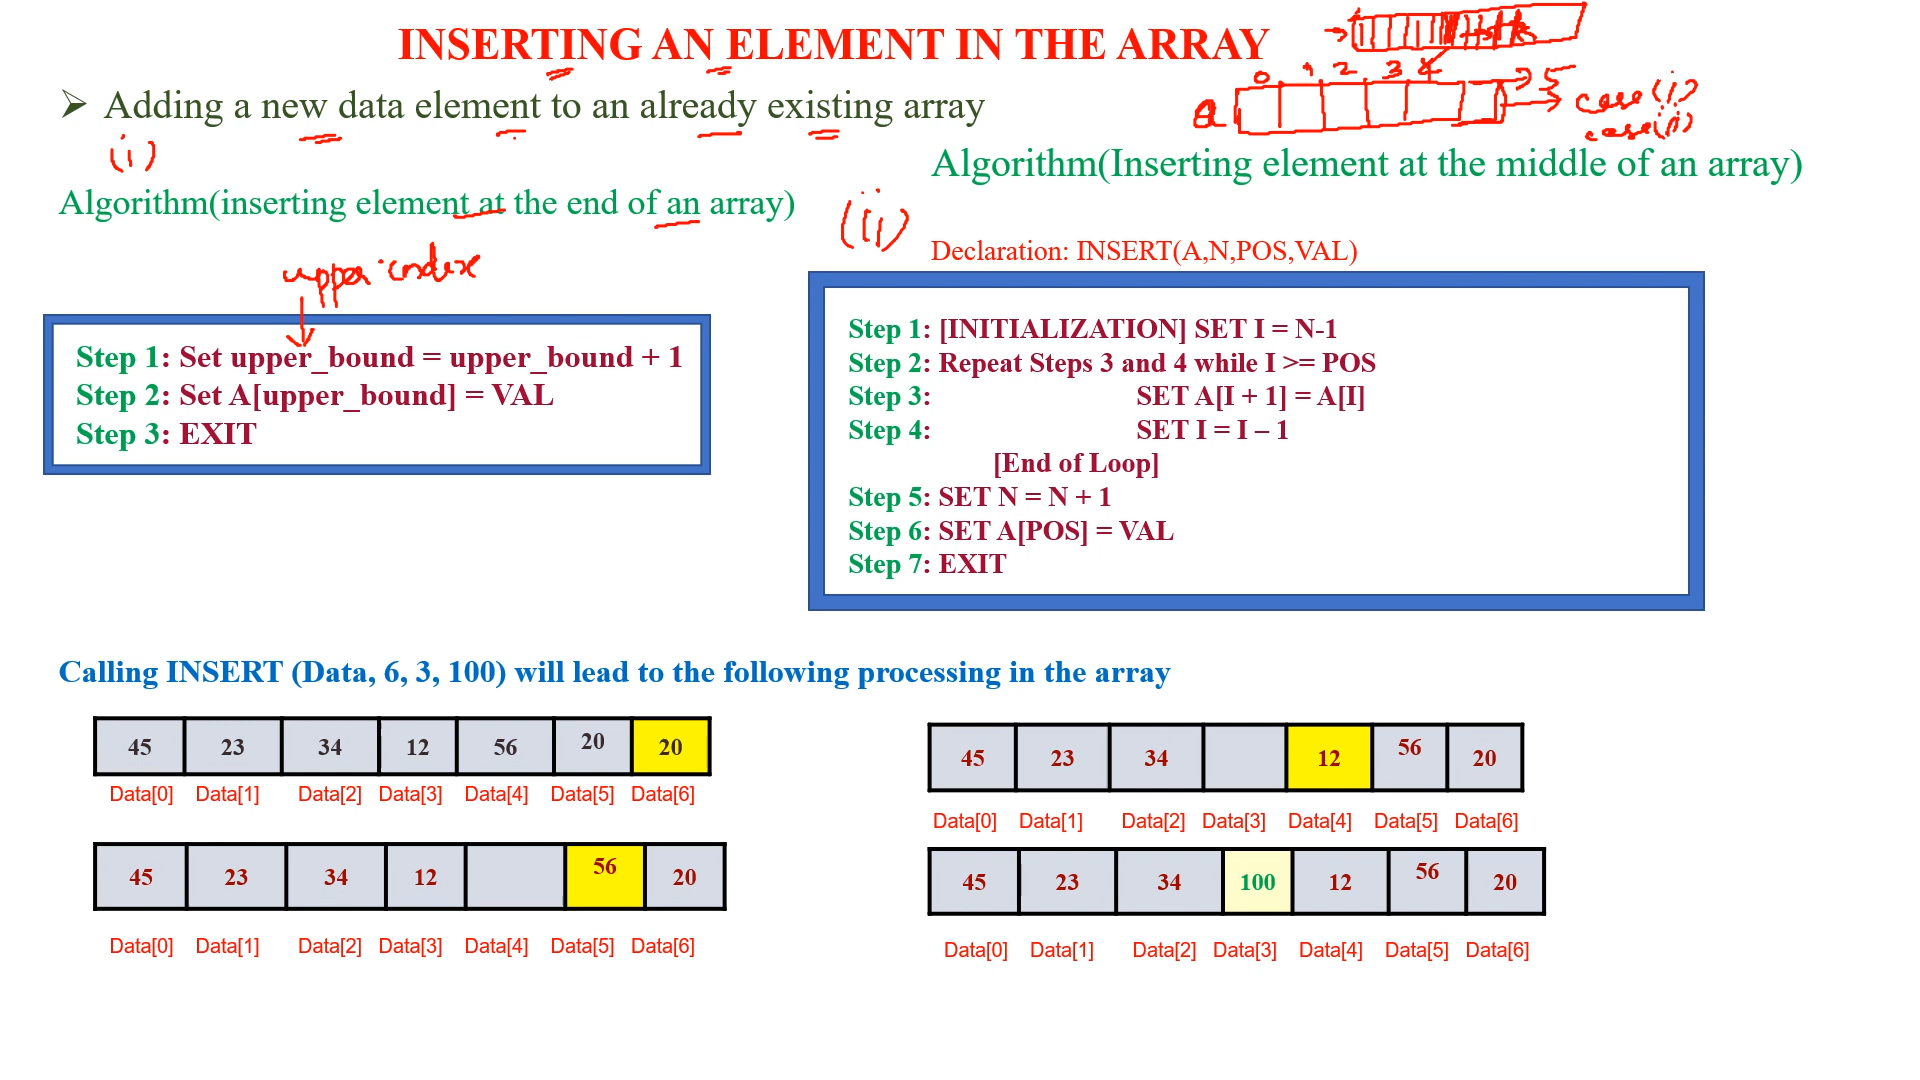 INSERTING AN ELEMENT IN THE ARRAY
0 1 2 3 4 5
a
case(i)
case(ii)
➢ Adding a new data element to an already existing array
(i)
Algorithm(inserting element at the end of an array)
upper index
Step 1: Set upper_bound = upper_bound + 1
Step 2: Set A[upper_bound] = VAL
Step 3: EXIT
Algorithm(Inserting element at the middle of an array)
(ii)
Declaration: INSERT(A,N,POS,VAL)
Step 1: [INITIALIZATION] SET I = N-1
Step 2: Repeat Steps 3 and 4 while I >= POS
Step 3: SET A[I + 1] = A[I]
Step 4: SET I = I – 1
[End of Loop]
Step 5: SET N = N + 1
Step 6: SET A[POS] = VAL
Step 7: EXIT
Calling INSERT (Data, 6, 3, 100) will lead to the following processing in the array
45 23 34 12 56 20 20
Data[0] Data[1] Data[2] Data[3] Data[4] Data[5] Data[6]
45 23 34 12 56 20
Data[0] Data[1] Data[2] Data[3] Data[4] Data[5] Data[6]
45 23 34 12 56 20
Data[0] Data[1] Data[2] Data[3] Data[4] Data[5] Data[6]
45 23 34 100 12 56 20
Data[0] Data[1] Data[2] Data[3] Data[4] Data[5] Data[6]